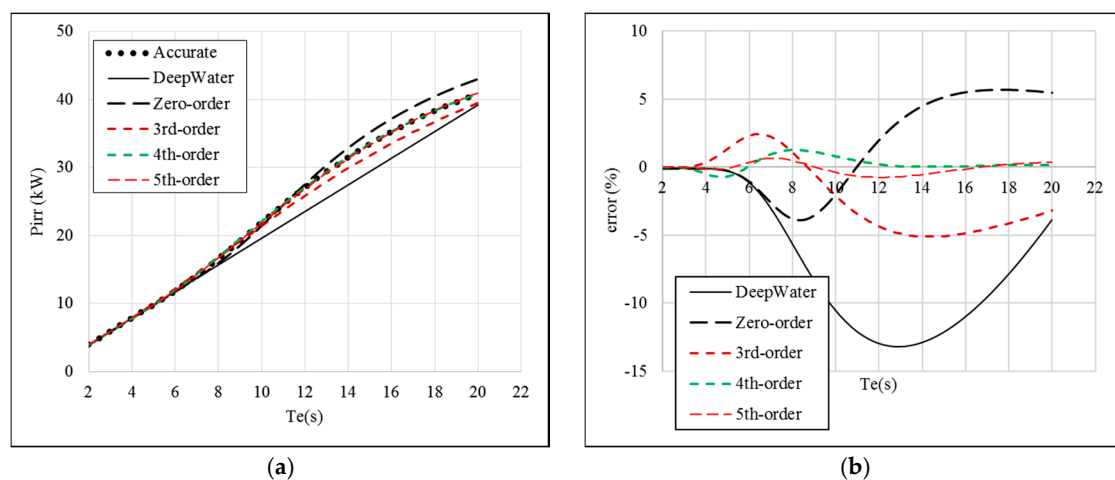 50
40
30
20
10
0
Pirr (kW)
Accurate
DeepWater
Zero-order
3rd-order
4th-order
5th-order
2 4 6 8 10 12 14 16 18 20 22
Te(s)
(a)
10
5
0
-5
-10
-15
error (%)
2 4 6 8 10 12 14 16 18 20 22
DeepWater
Zero-order
3rd-order
4th-order
5th-order
Te(s)
(b)